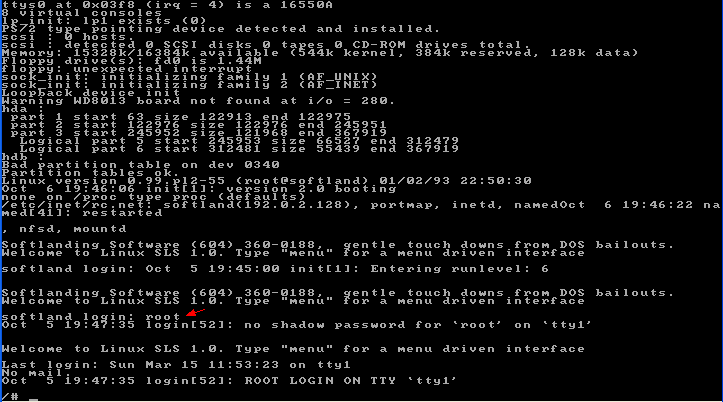 ttys0 at 0x03f8 (irq = 4) is a 16550A
8 virtual consoles
lp_init: lp1 exists (0)
PS/2 type pointing device detected and installed.
scsi : 0 hosts.
scsi : detected 0 SCSI disks 0 tapes 0 CD-ROM drives total.
Memory: 15328k/16384k available (544k kernel, 384k reserved, 128k data)
Floppy drive(s): fd0 is 1.44M
floppy: unexpected interrupt
sock_init: initializing family 1 (AF_UNIX)
sock_init: initializing family 2 (AF_INET)
Loopback device init
Warning WD8013 board not found at i/o = 280.
hda :
 part 1 start 63 size 122913 end 122975
 part 2 start 122976 size 122976 end 245951
 part 3 start 245952 size 121968 end 367919
  Logical part 5 start 245953 size 66527 end 312479
  Logical part 6 start 312481 size 55439 end 367919
hdb :
Bad partition table on dev 0340
Partition tables ok.
Linux version 0.99.pl2-55 (root@softland) 01/02/93 22:50:30
Oct  6 19:46:06 init[1]: version 2.0 booting
none on /proc type proc (defaults)
/etc/inet/rc.net: softland(192.0.2.128), portmap, inetd, namedOct  6 19:46:22 na
med[41]: restarted
, nfsd, mountd
Softlanding Software (604) 360-0188,  gentle touch downs from DOS bailouts.
Welcome to Linux SLS 1.0. Type "menu" for a menu driven interface
softland login: Oct  5 19:45:00 init[1]: Entering runlevel: 6
Softlanding Software (604) 360-0188,  gentle touch downs from DOS bailouts.
Welcome to Linux SLS 1.0. Type "menu" for a menu driven interface
softland login: root
Oct  5 19:47:35 login[52]: no shadow password for `root' on `tty1'
Welcome to Linux SLS 1.0. Type "menu" for a menu driven interface
Last login: Sun Mar 15 11:53:23 on tty1
No mail.
Oct  5 19:47:35 login[52]: ROOT LOGIN ON TTY `tty1'
/# _